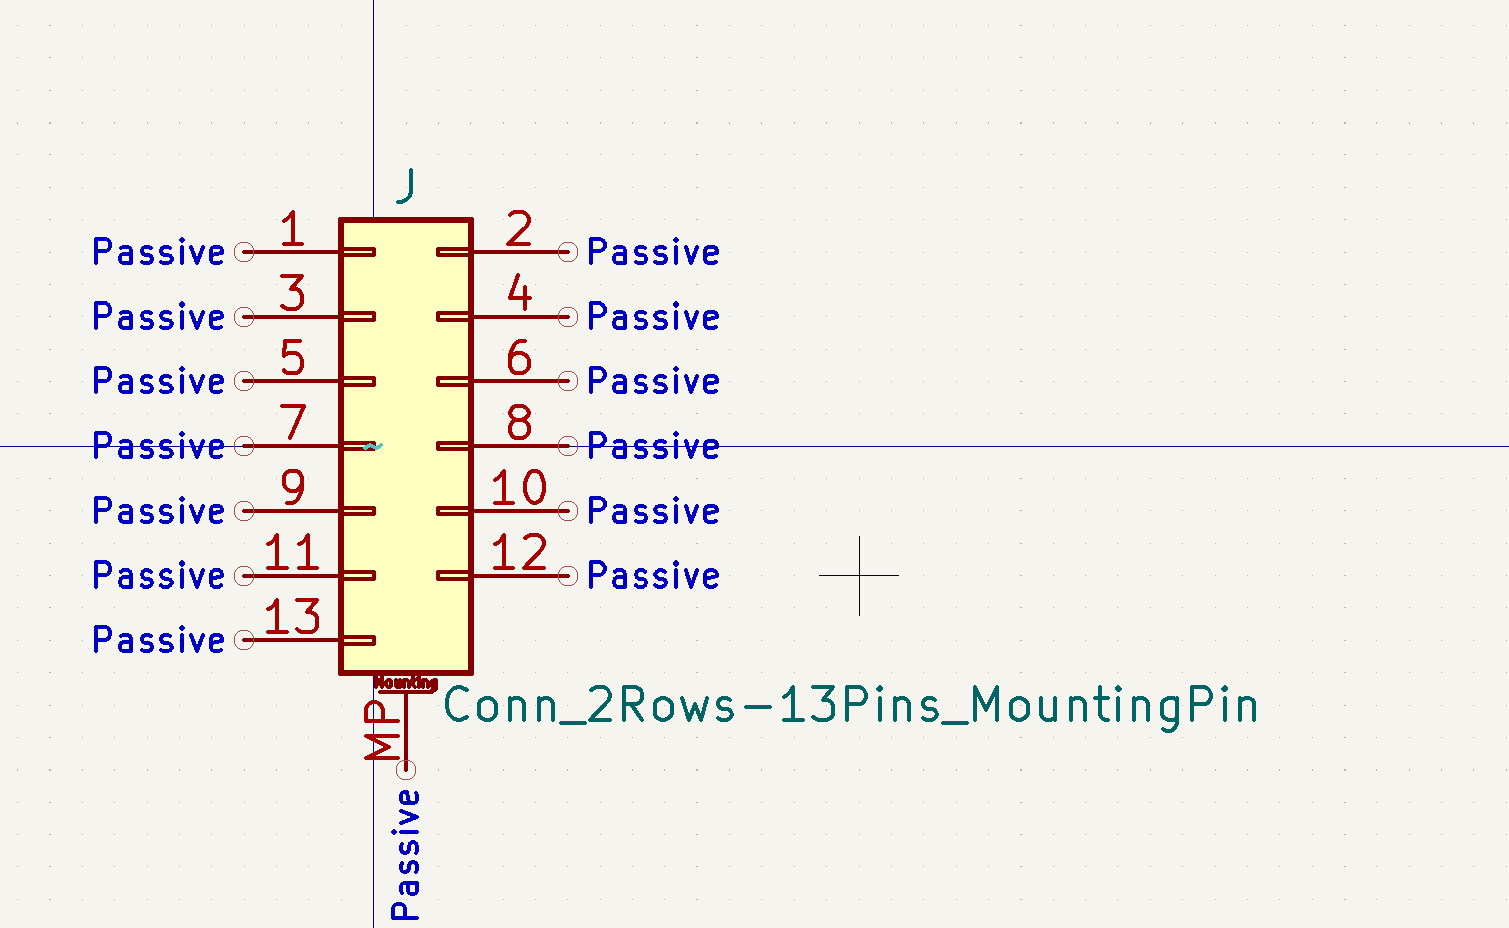 J
1 2
Passive Passive
3 4
Passive Passive
5 6
Passive Passive
7 8
Passive Passive
9 10
Passive Passive
11 12
Passive Passive
13
Passive
Mounting
Conn_2Rows-13Pins_MountingPin
MP
Passive